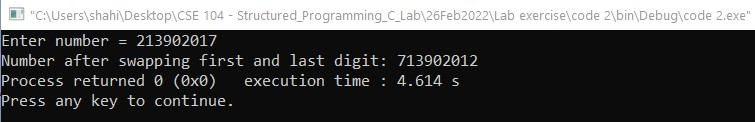 "C:\Users\shahi\Desktop\CSE 104 - Structured_Programming_C_Lab\26Feb2022\Lab exercise\code 2\bin\Debug\code 2.exe"
Enter number = 213902017
Number after swapping first and last digit: 713902012
Process returned 0 (0x0)   execution time : 4.614 s
Press any key to continue.